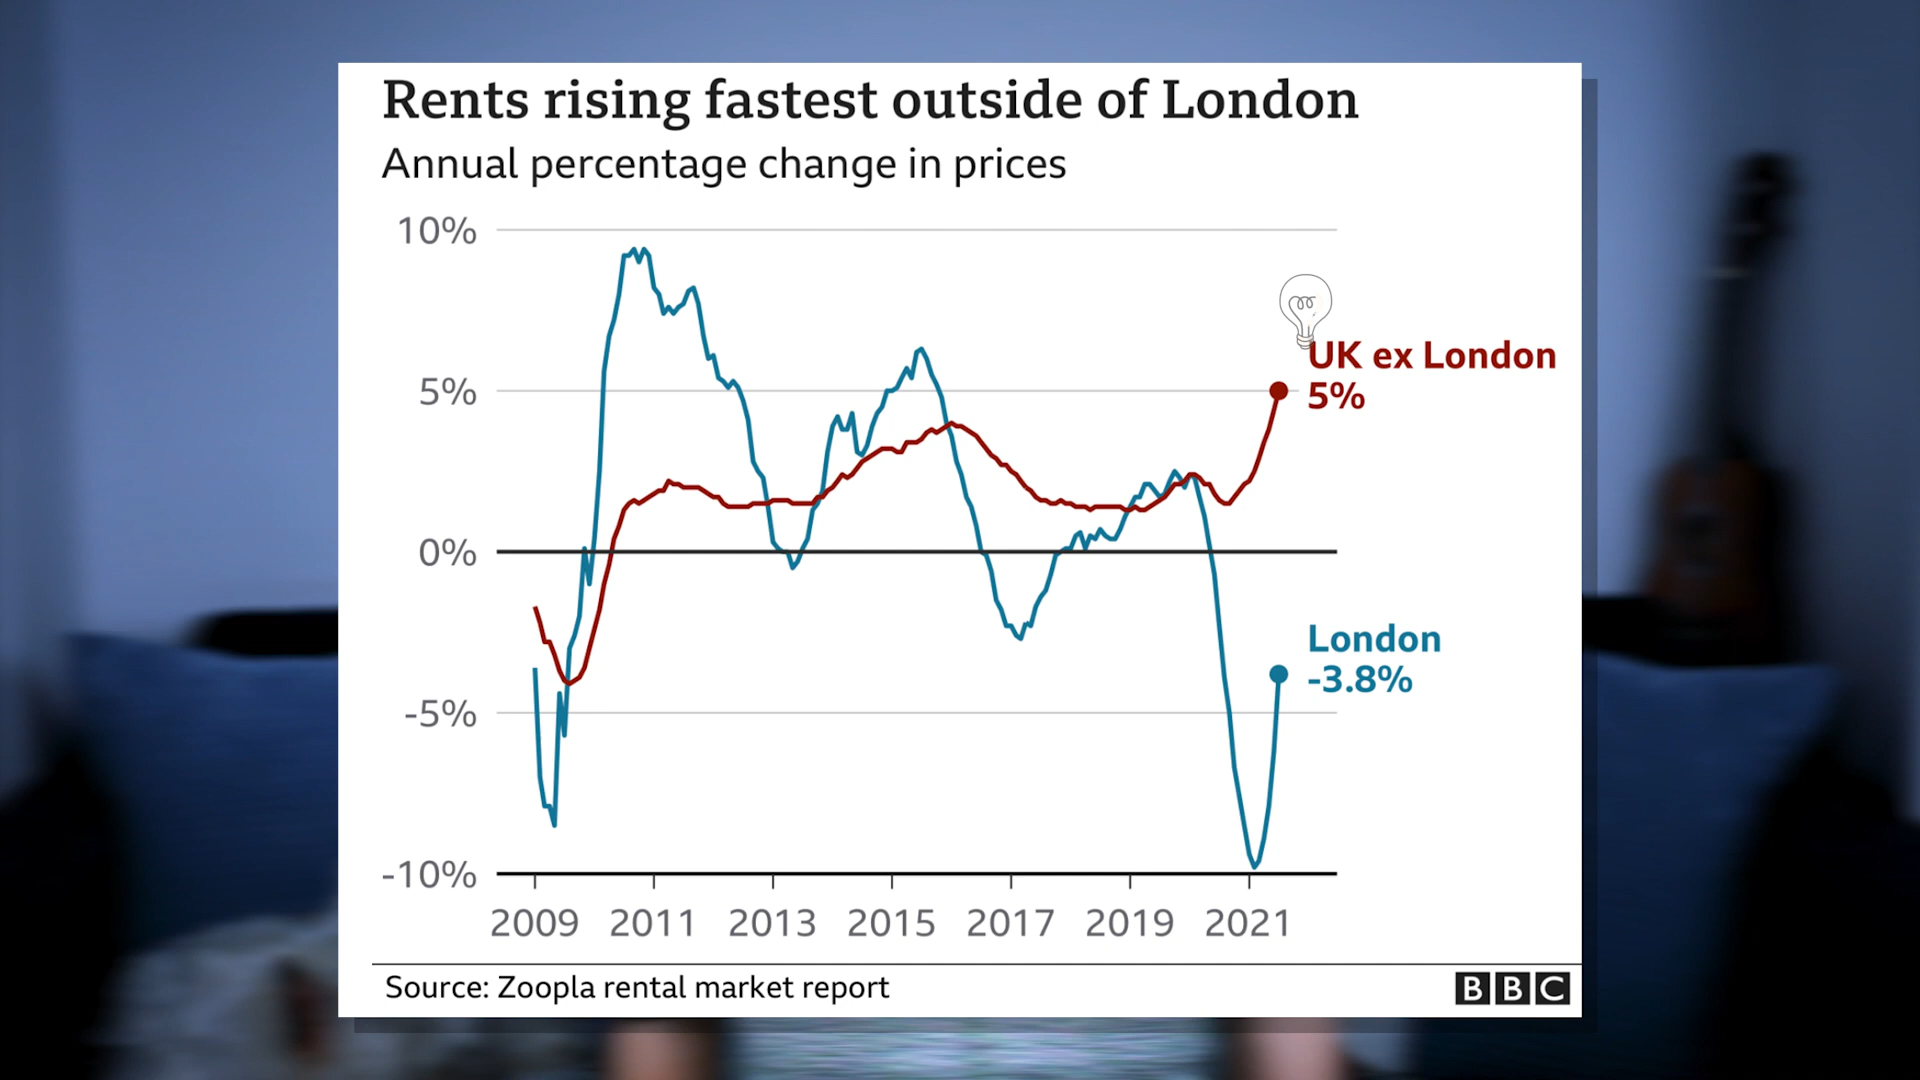 Rents rising fastest outside of London
Annual percentage change in prices
10%
5%
0%
-5%
-10%
UK ex London
5%
London
-3.8%
2009 2011 2013 2015 2017 2019 2021
Source: Zoopla rental market report
BBC